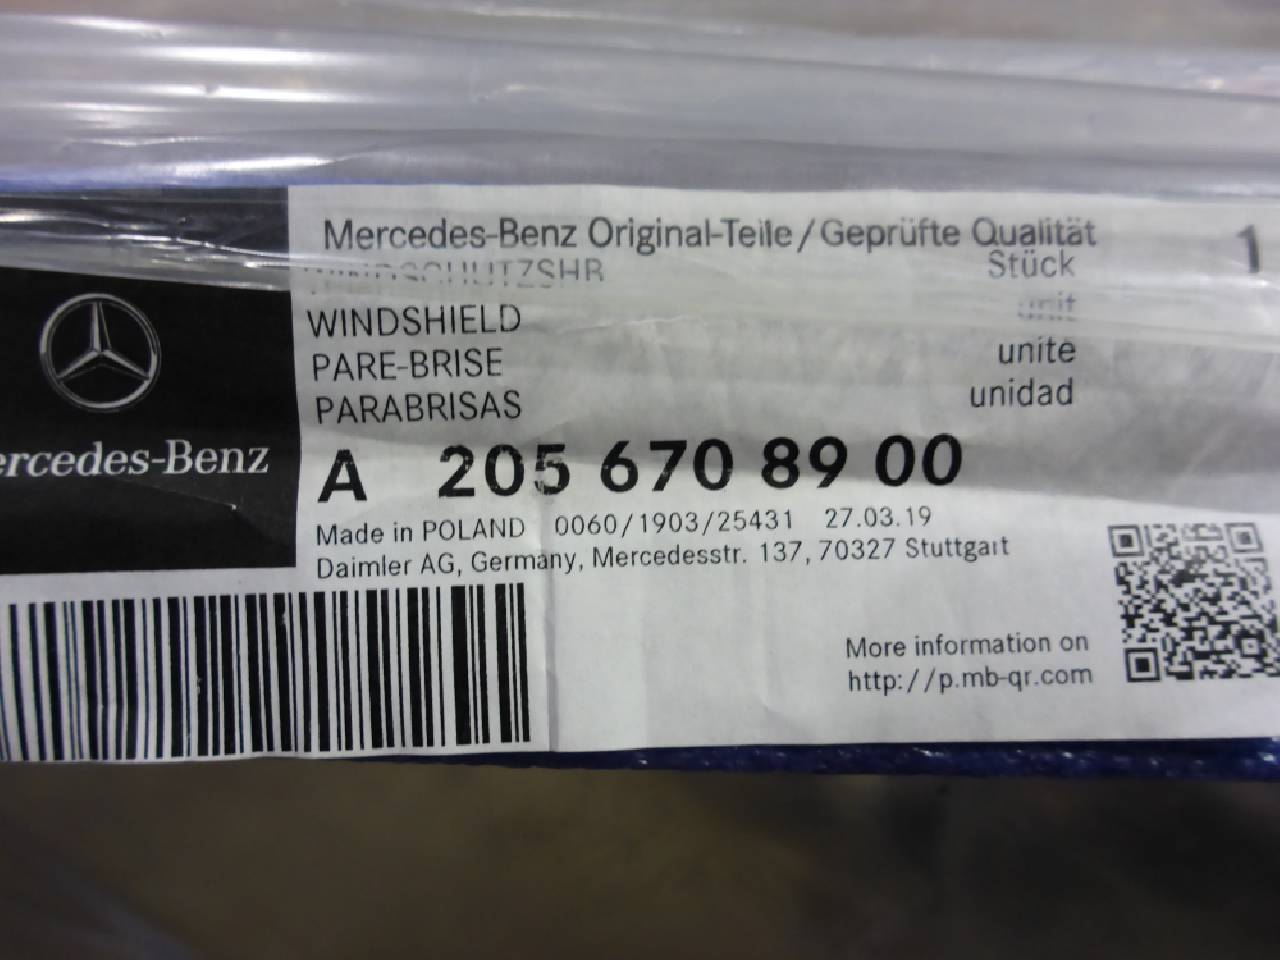 Mercedes-Benz Original-Teile/Geprüfte Qualität 1
Stück
WINDSHIELD unit
PARE-BRISE unite
PARABRISAS unidad
ercedes-Benz
A 205 670 89 00
Made in POLAND 0060/1903/25431 27.03.19
Daimler AG, Germany, Mercedesstr. 137, 70327 Stuttgart
More information on
http://p.mb-qr.com